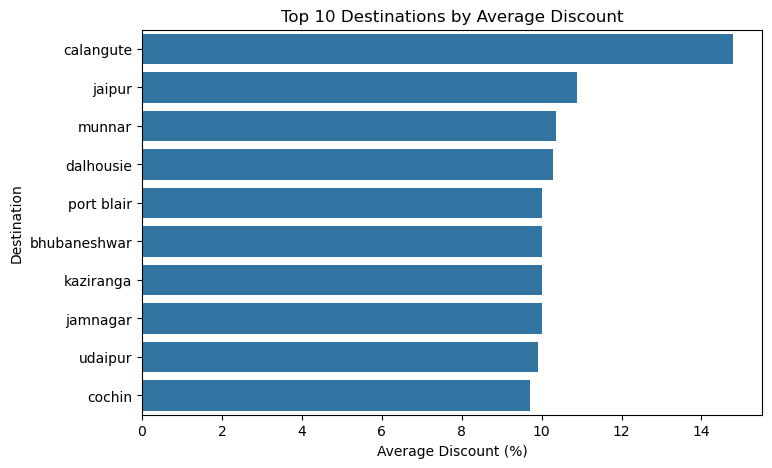 Top 10 Destinations by Average Discount
Destination
calangute
jaipur
munnar
dalhousie
port blair
bhubaneshwar
kaziranga
jamnagar
udaipur
cochin
0 2 4 6 8 10 12 14
Average Discount (%)